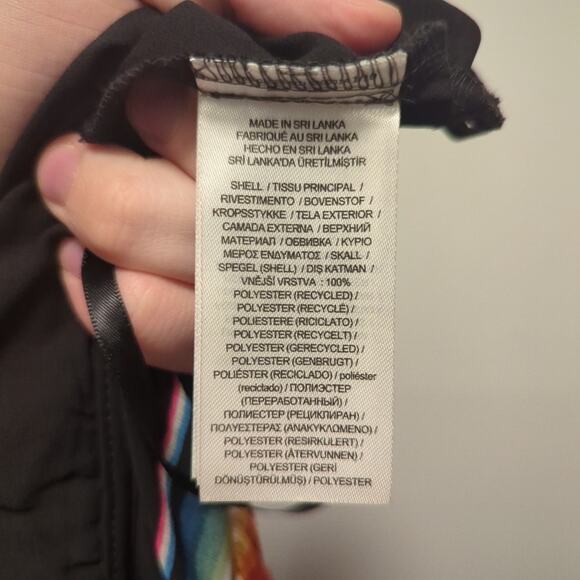 MADE IN SRI LANKA
FABRIQUÉ AU SRI LANKA
HECHO EN SRI LANKA
SRİ LANKA'DA ÜRETİLMİŞTİR
SHELL / TISSU PRINCIPAL /
RIVESTIMENTO / BOVENSTOF /
KROPSSTYKKE / TELA EXTERIOR /
CAMADA EXTERNA / ВЕРХНИЙ
МАТЕРИАЛ / ОБВИВКА / ΚΥΡΙΟ
ΜΕΡΟΣ ΕΝΔΥΜΑΤΟΣ / SKALL /
SPEGEL (SHELL) / DIŞ KATMAN /
VNĚJŠÍ VRSTVA : 100%
POLYESTER (RECYCLED) /
POLYESTER (RECYCLÉ) /
POLIESTERE (RICICLATO) /
POLYESTER (RECYCELT) /
POLYESTER (GERECYCLED) /
POLYESTER (GENBRUGT) /
POLIÉSTER (RECICLADO) / poliéster
(reciclado) / ПОЛИЭСТЕР
(ПЕРЕРАБОТАННЫЙ) /
ПОЛИЕСТЕР (РЕЦИКЛИРАН) /
ΠΟΛΥΕΣΤΕΡΑΣ (ΑΝΑΚΥΚΛΩΜΕΝΟ) /
POLYESTER (RESIRKULERT) /
POLYESTER (ÅTERVUNNEN) /
POLYESTER (GERİ
DÖNÜŞTÜRÜLMÜŞ) / POLYESTER